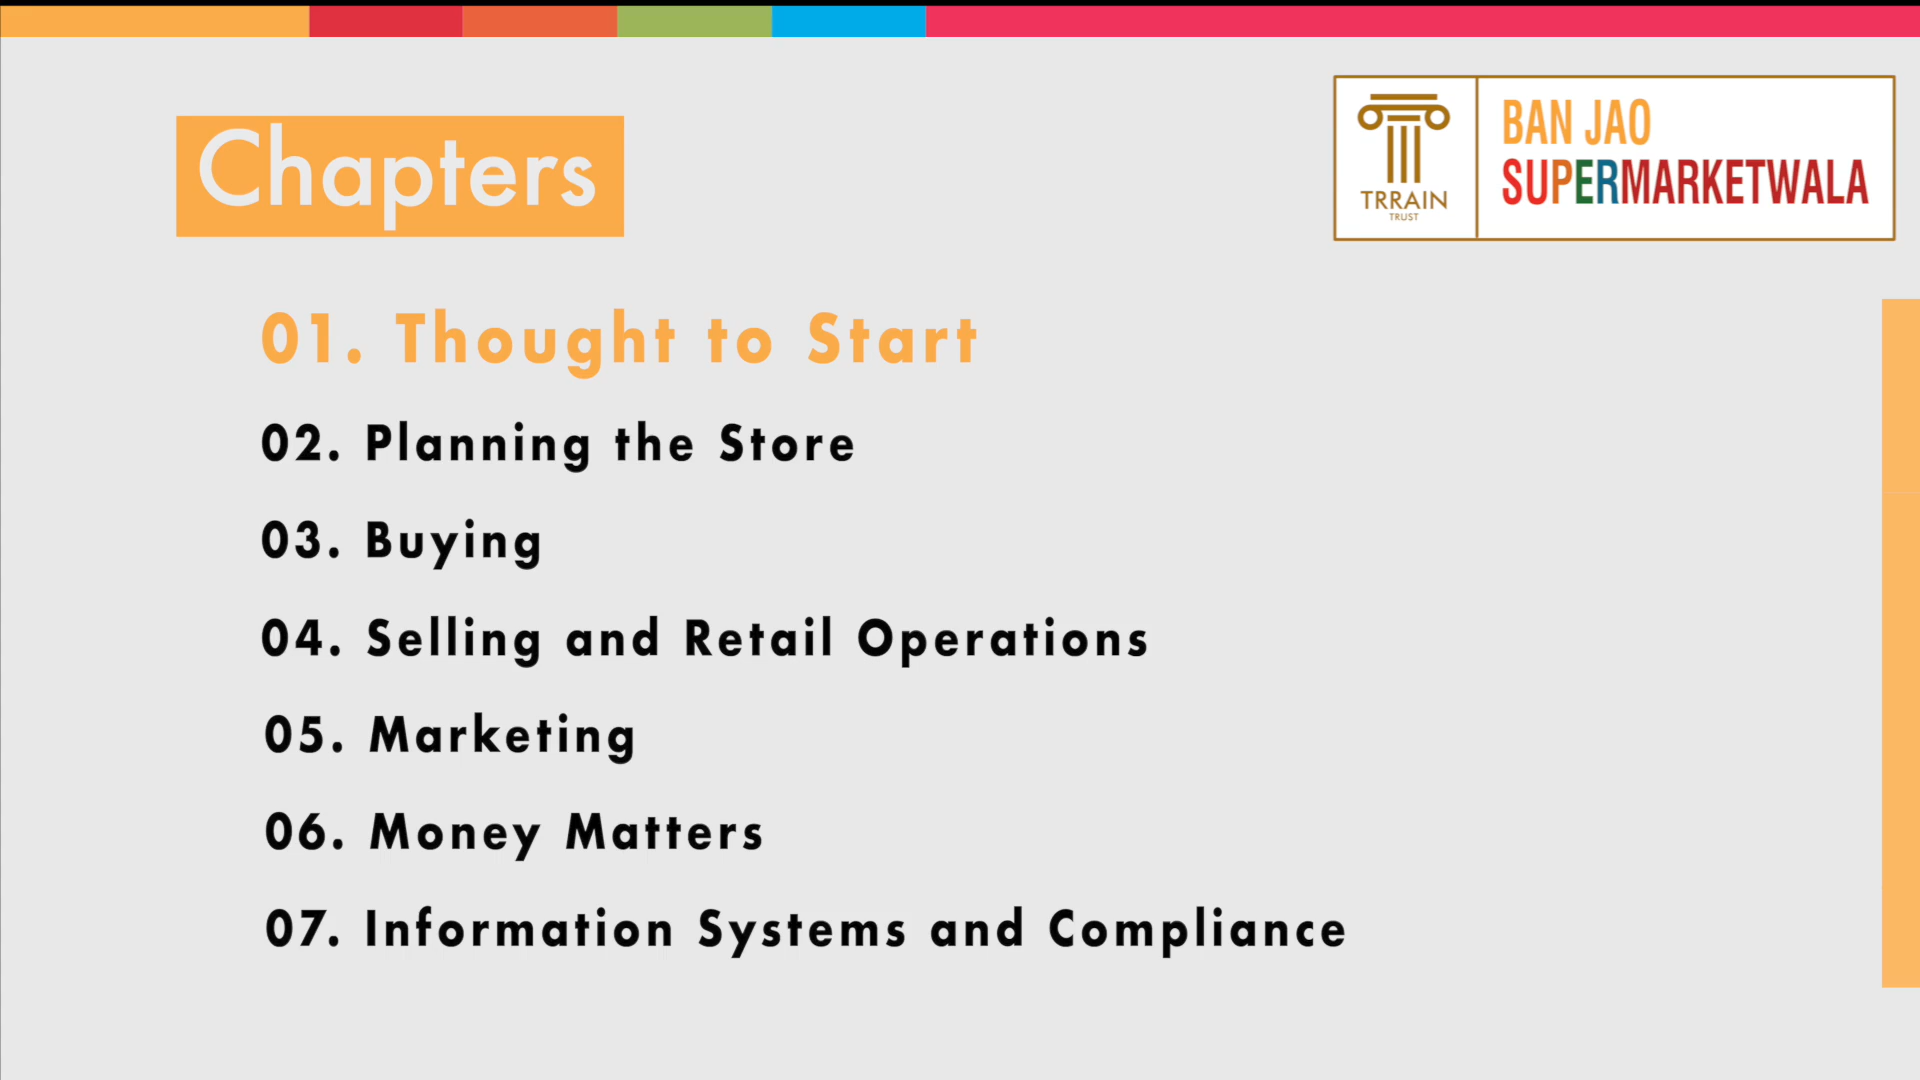 Chapters
TRRAIN
TRUST
BAN JAO
SUPERMARKETWALA
01. Thought to Start
02. Planning the Store
03. Buying
04. Selling and Retail Operations
05. Marketing
06. Money Matters
07. Information Systems and Compliance